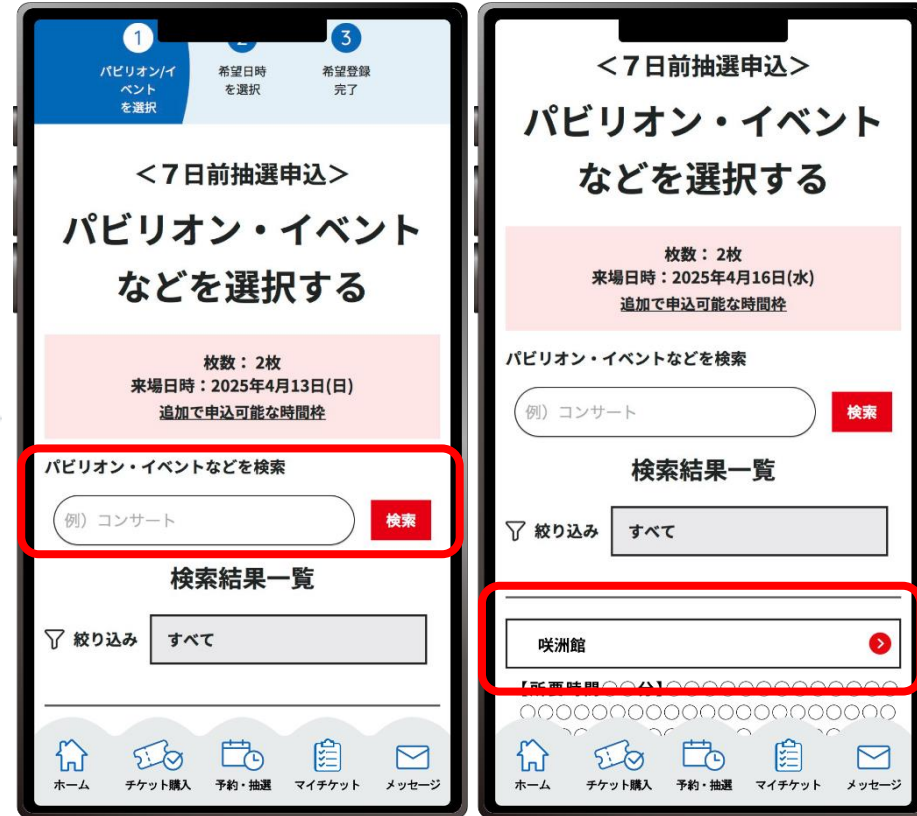 1
3
パビリオン/イ
ベント
を選択
希望日時
を選択
希望登録
完了
＜７日前抽選申込＞
パビリオン・イベント
などを選択する
枚数： 2枚
来場日時：2025年4月13日(日)
追加で申込可能な時間枠
パビリオン・イベントなどを検索
例）コンサート
検索
検索結果一覧
絞り込み
すべて
ホーム
チケット購入
予約・抽選
マイチケット
メッセージ
＜７日前抽選申込＞
パビリオン・イベント
などを選択する
枚数： 2枚
来場日時：2025年4月16日(水)
追加で申込可能な時間枠
パビリオン・イベントなどを検索
例）コンサート
検索
検索結果一覧
絞り込み
すべて
咲洲館
【所要時間○○分】○○○○○○○○○○○○○
○○○○○○○○○○○○○○○○○○○○○
ホーム
チケット購入
予約・抽選
マイチケット
メッセージ